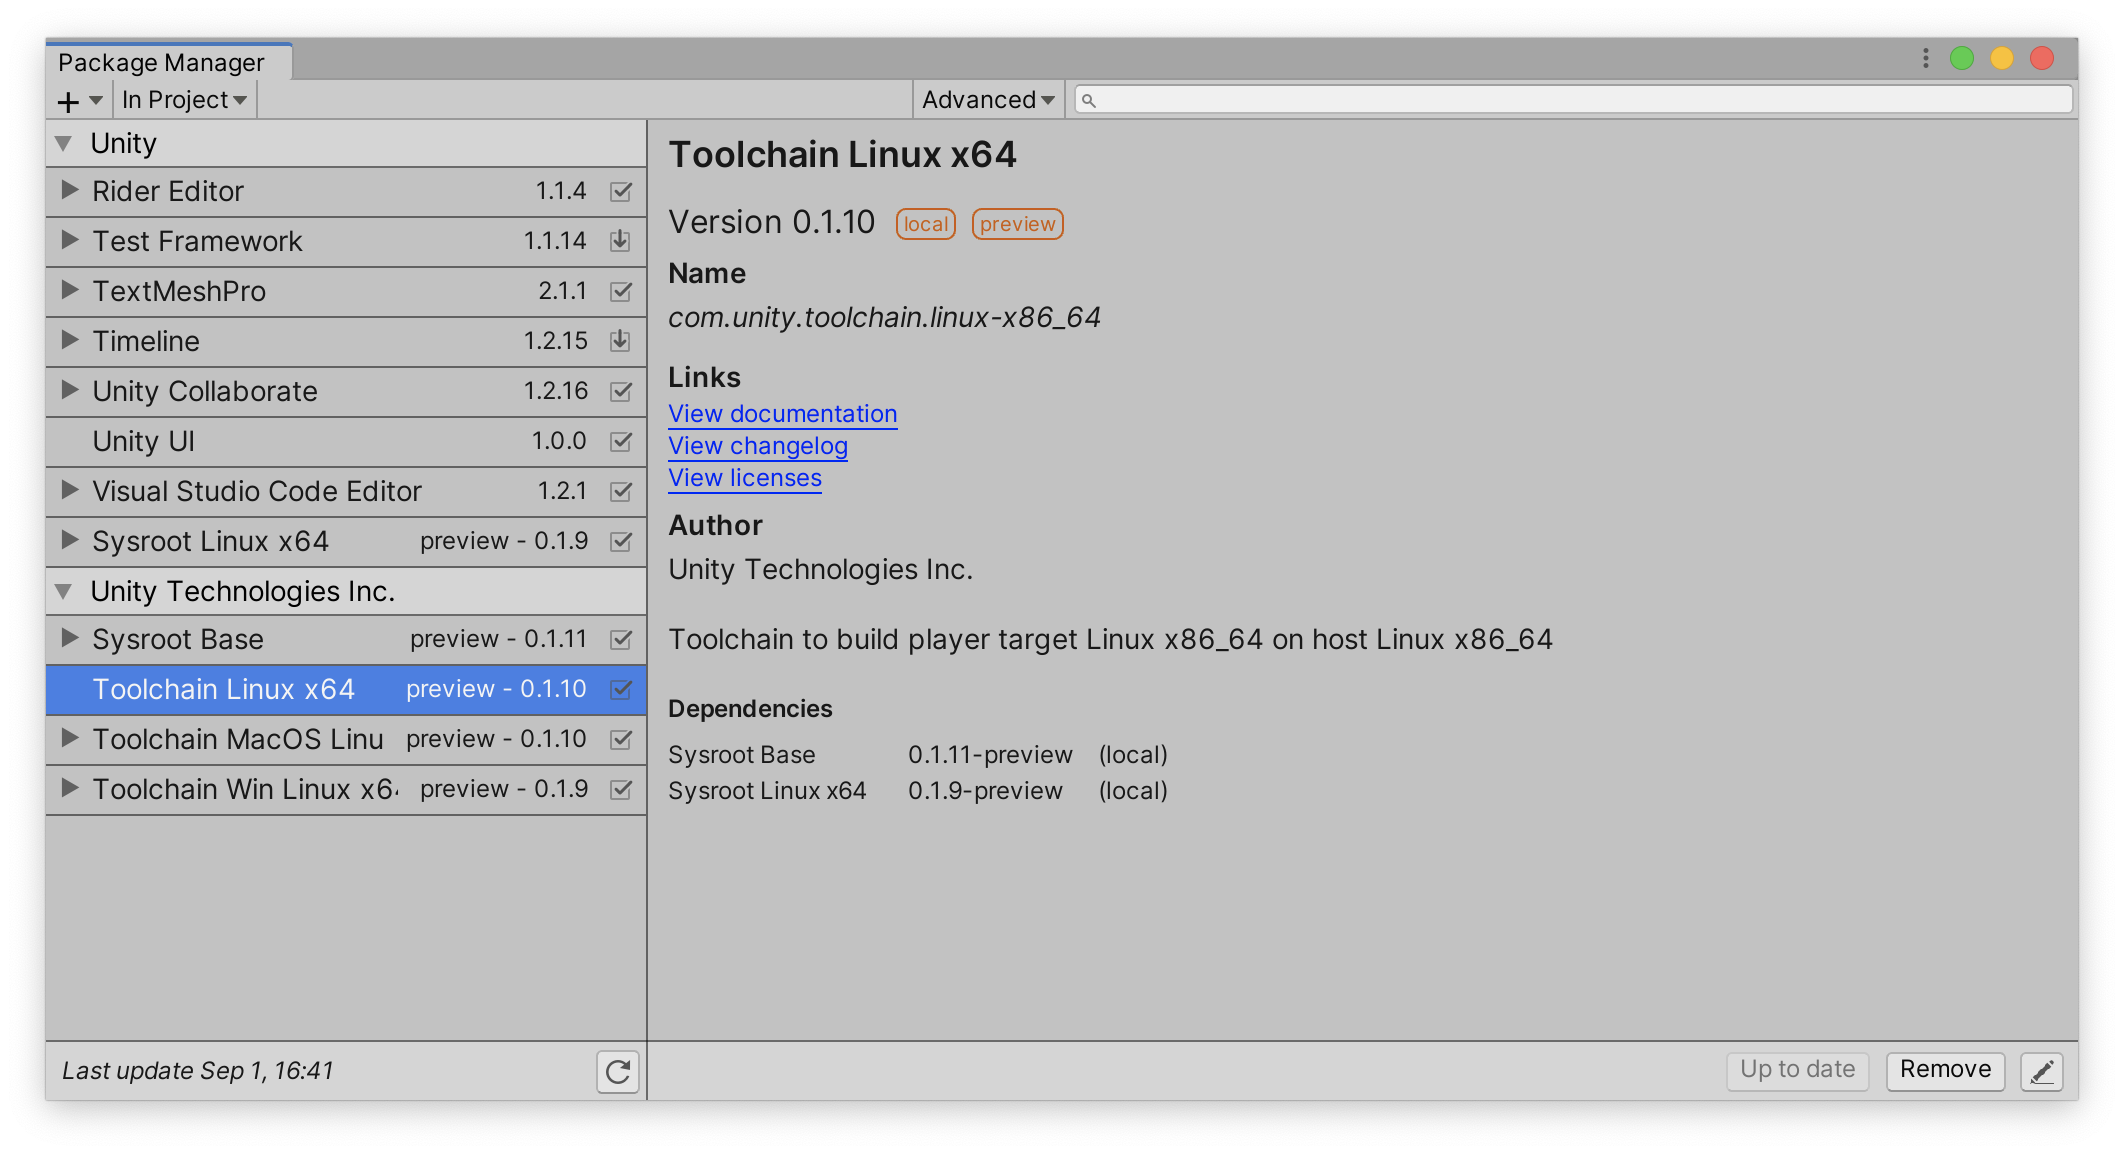 Package Manager
In Project
Advanced
Unity
Rider Editor 1.1.4
Test Framework 1.1.14
TextMeshPro 2.1.1
Timeline 1.2.15
Unity Collaborate 1.2.16
Unity UI 1.0.0
Visual Studio Code Editor 1.2.1
Sysroot Linux x64 preview - 0.1.9
Unity Technologies Inc.
Sysroot Base preview - 0.1.11
Toolchain Linux x64 preview - 0.1.10
Toolchain MacOS Linu preview - 0.1.10
Toolchain Win Linux x6 preview - 0.1.9
Last update Sep 1, 16:41
Toolchain Linux x64
Version 0.1.10 local preview
Name
com.unity.toolchain.linux-x86_64
Links
View documentation
View changelog
View licenses
Author
Unity Technologies Inc.
Toolchain to build player target Linux x86_64 on host Linux x86_64
Dependencies
Sysroot Base 0.1.11-preview (local)
Sysroot Linux x64 0.1.9-preview (local)
Up to date
Remove